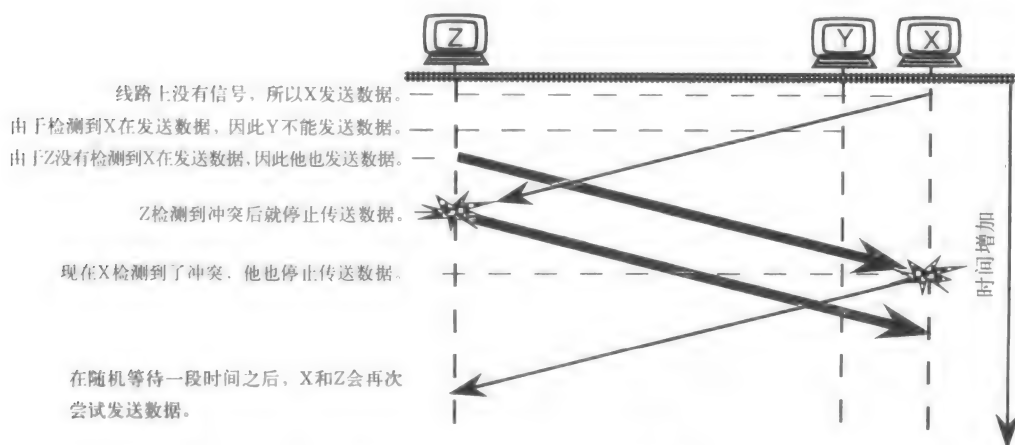 Z
Y
X
线路上没有信号，所以X发送数据。
由于检测到X在发送数据，因此Y不能发送数据。
由于Z没有检测到X在发送数据，因此他也发送数据。
Z检测到冲突后就停止传送数据。
现在X检测到了冲突，他也停止传送数据。
在随机等待一段时间之后，X和Z会再次
尝试发送数据。
时间增加